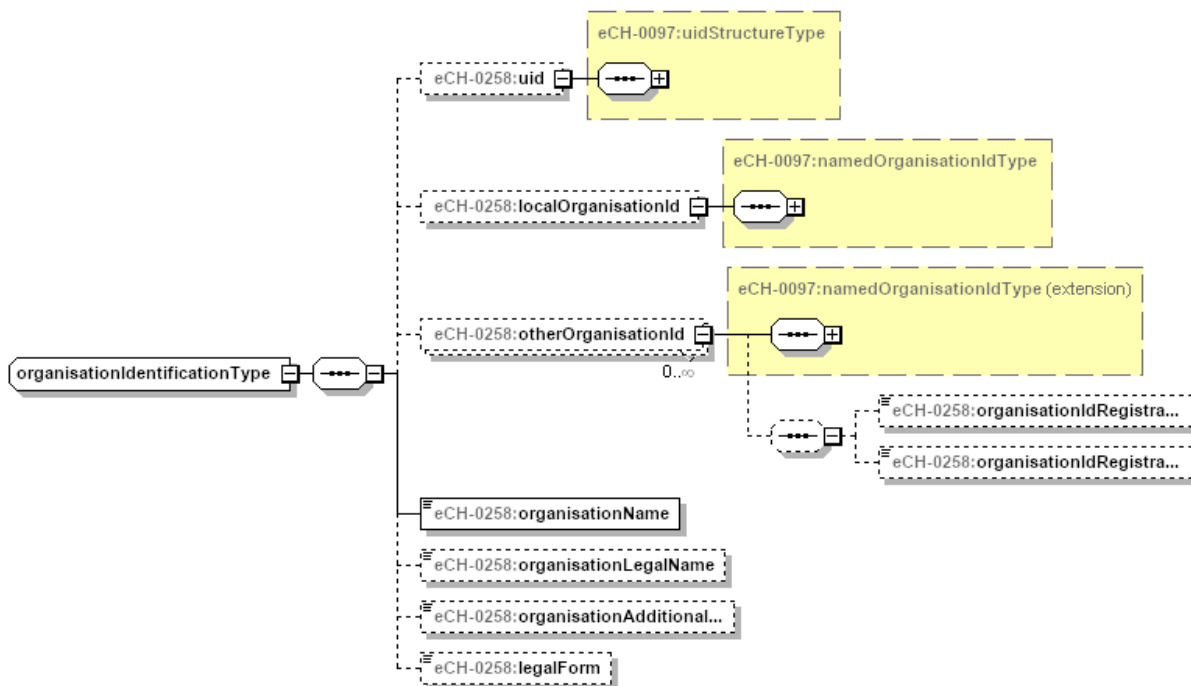 eCH-0097:uidStructureType
eCH-0258:uid
eCH-0097:namedOrganisationIdType
eCH-0258:localOrganisationId
eCH-0097:namedOrganisationIdType (extension)
eCH-0258:otherOrganisationId
0..∞
organisationIdentificationType
eCH-0258:organisationIdRegistra...
eCH-0258:organisationIdRegistra...
eCH-0258:organisationName
eCH-0258:organisationLegalName
eCH-0258:organisationAdditional...
eCH-0258:legalForm